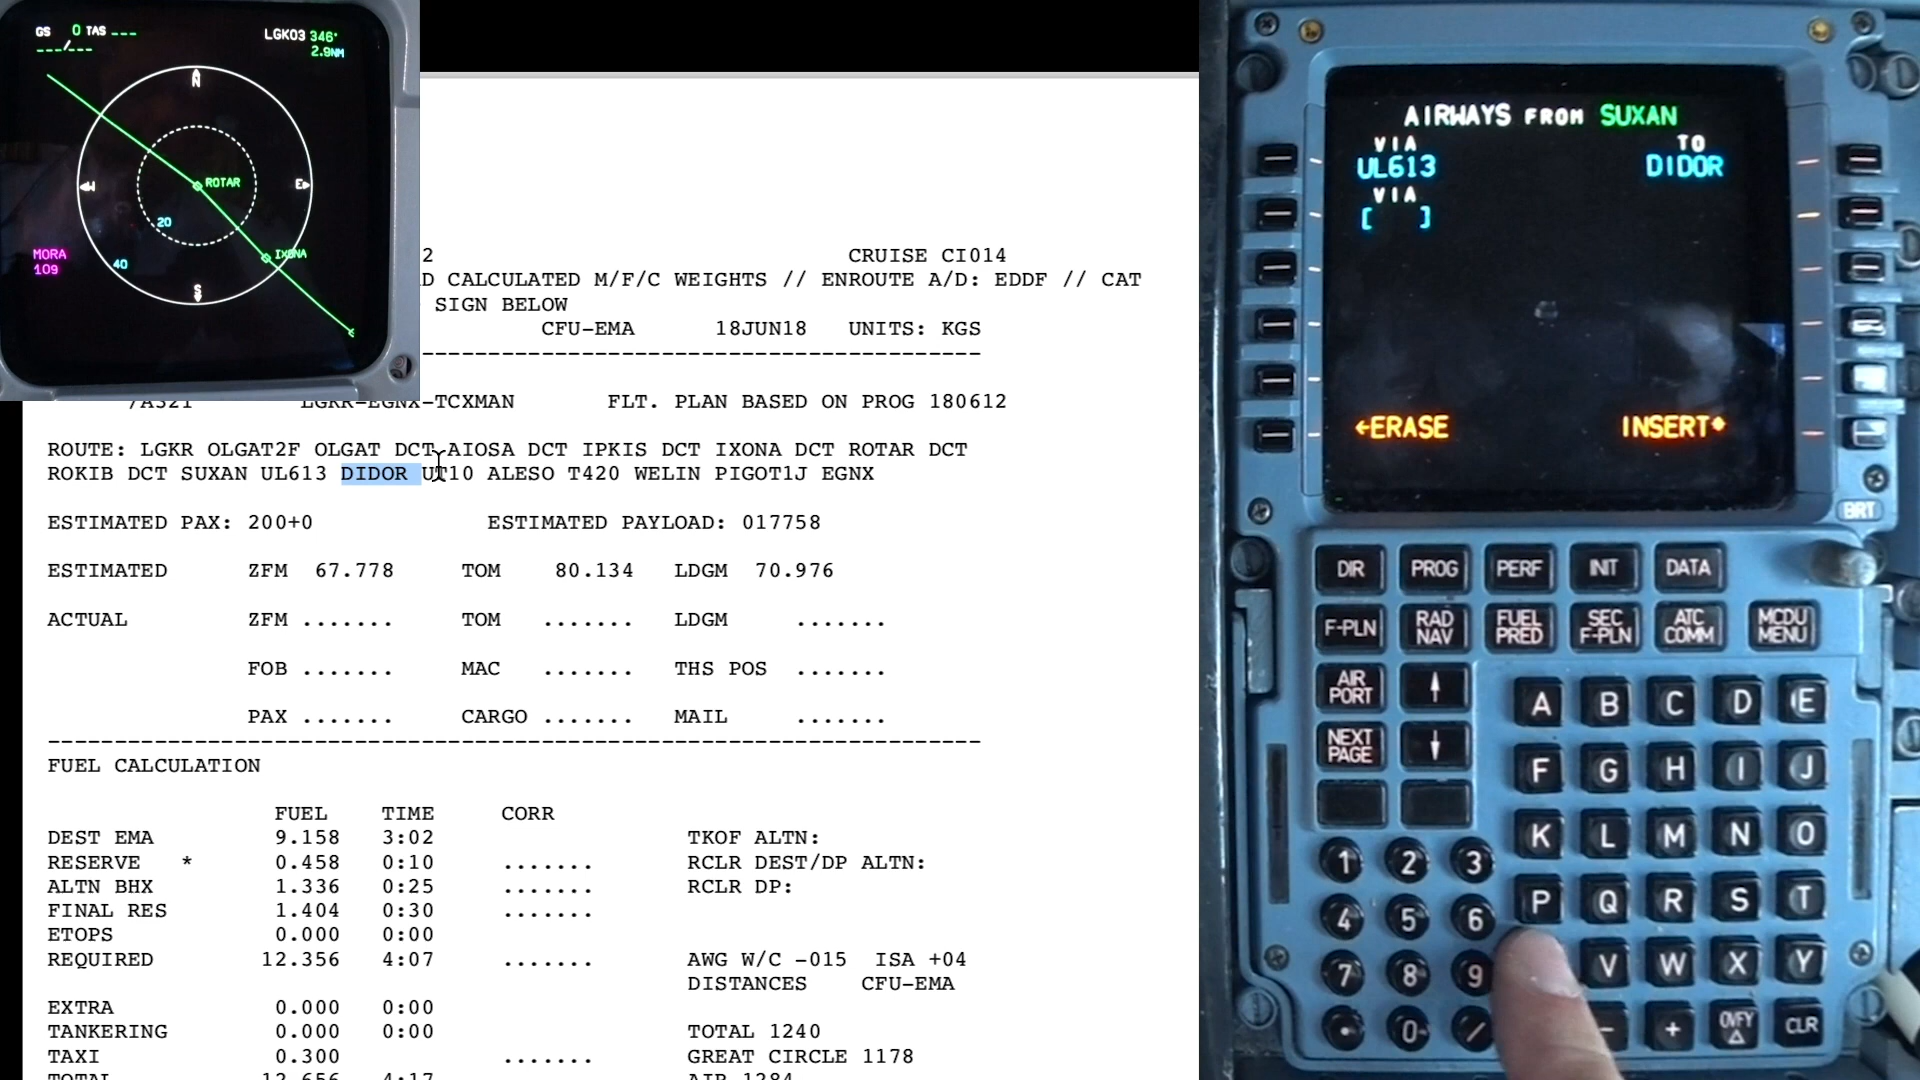 GS 0 TAS ---
---/---
LGKO3 346°
2.9NM
N
ROTAR
W
E
20
IXONA
MORA
109
40
S
2 CRUISE CI014
D CALCULATED M/F/C WEIGHTS // ENROUTE A/D: EDDF // CAT
SIGN BELOW
CFU-EMA 18JUN18 UNITS: KGS
/A321 LGKR-EGNX-TCXMAN FLT. PLAN BASED ON PROG 180612
ROUTE: LGKR OLGAT2F OLGAT DCT AIOSA DCT IPKIS DCT IXONA DCT ROTAR DCT
ROKIB DCT SUXAN UL613 DIDOR UT10 ALESO T420 WELIN PIGOT1J EGNX
ESTIMATED PAX: 200+0 ESTIMATED PAYLOAD: 017758
ESTIMATED ZFM 67.778 TOM 80.134 LDGM 70.976
ACTUAL ZFM ....... TOM ....... LDGM .......
FOB ....... MAC ....... THS POS .......
PAX ....... CARGO ....... MAIL .......
FUEL CALCULATION
FUEL TIME CORR
DEST EMA 9.158 3:02 TKOF ALTN:
RESERVE * 0.458 0:10 ....... RCLR DEST/DP ALTN:
ALTN BHX 1.336 0:25 ....... RCLR DP:
FINAL RES 1.404 0:30 .......
ETOPS 0.000 0:00
REQUIRED 12.356 4:07 ....... AWG W/C -015 ISA +04
DISTANCES CFU-EMA
EXTRA 0.000 0:00
TANKERING 0.000 0:00 TOTAL 1240
TAXI 0.300 ....... GREAT CIRCLE 1178
TOTAL 12.656 4:17 AIR 1284
AIRWAYS FROM SUXAN
VIA TO
UL613 DIDOR
VIA
[ ]
←ERASE INSERT*
BRT
DIR PROG PERF INIT DATA
F-PLN RAD NAV FUEL PRED SEC F-PLN ATC COMM MCDU MENU
AIR PORT ↑
NEXT PAGE ↓
A B C D E
F G H I J
K L M N O
1 2 3
P Q R S T
4 5 6
V W X Y
7 8 9
. 0 / - + OVFY Δ CLR